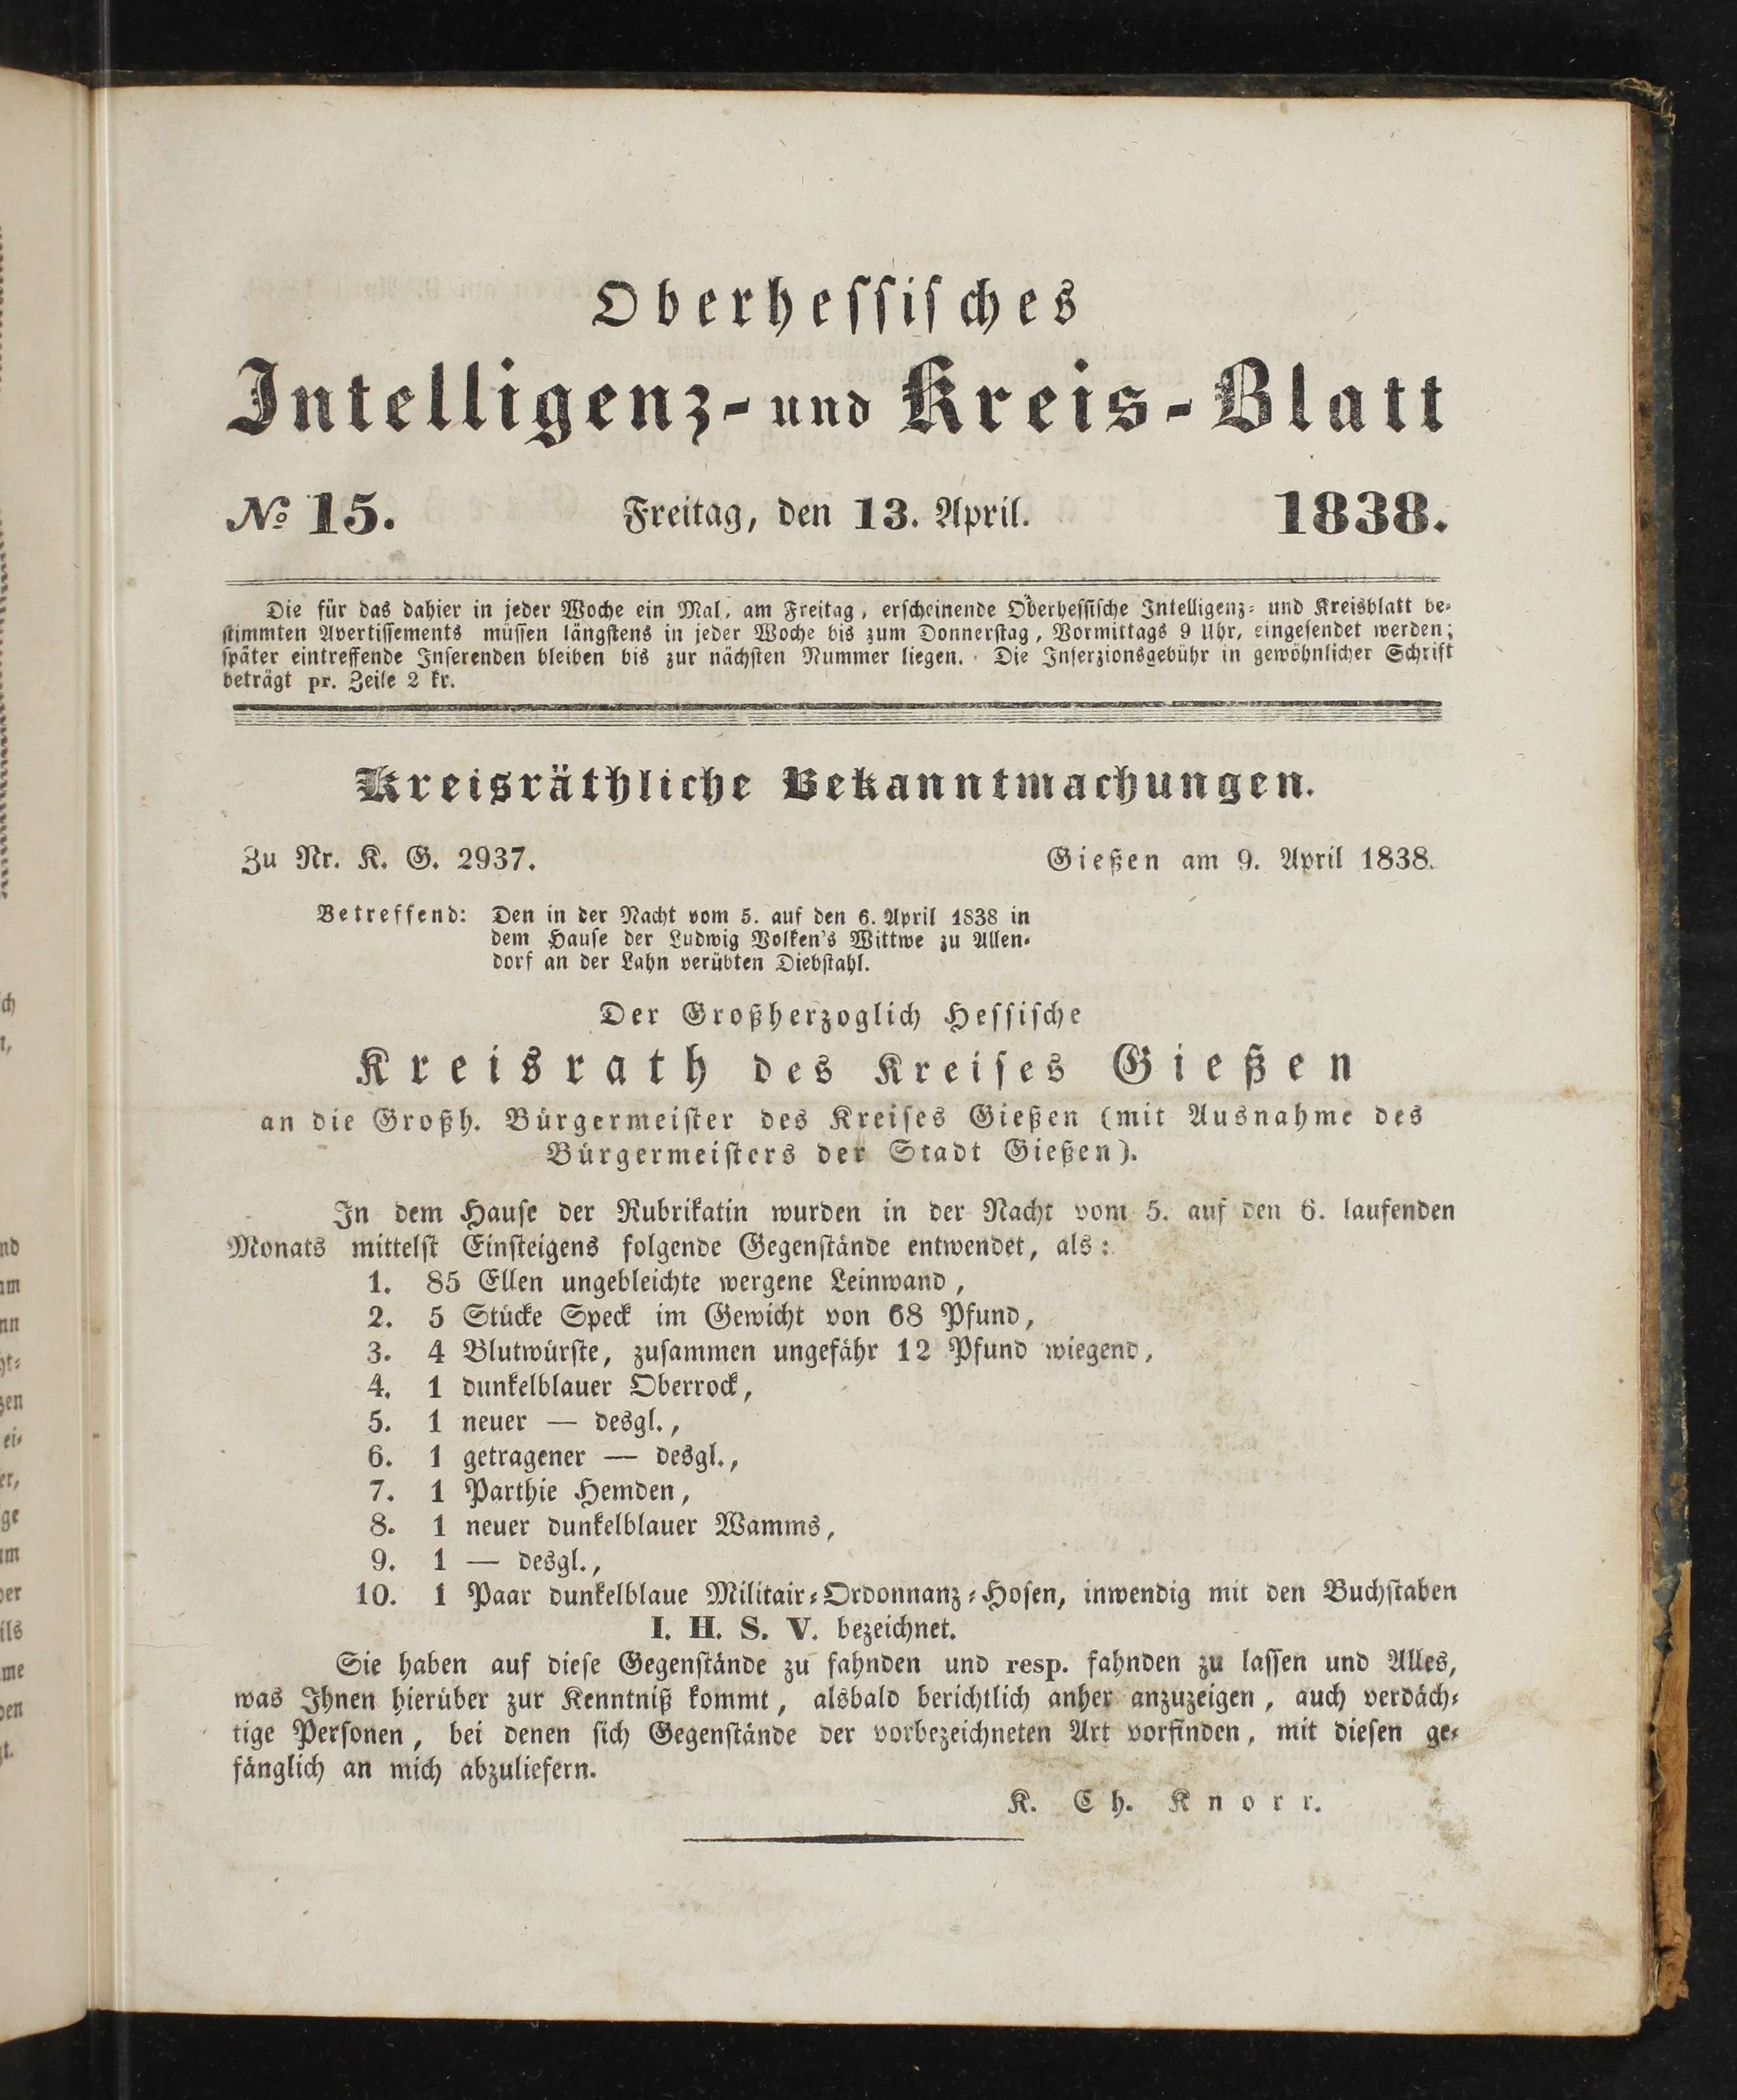 Oberhessisches
Intelligenz- und Kreis-Blatt
No 15. Freitag, den 13. April. 1838.
Die für das dahier in jeder Woche ein Mal, am Freitag, erscheinende Oberhessische Intelligenz- und Kreisblatt be-
stimmten Avertissements müssen längstens in jeder Woche bis zum Donnerstag, Vormittags 9 Uhr, eingesendet werden;
später eintreffende Inserenden bleiben bis zur nächsten Nummer liegen. Die Inserzionsgebühr in gewöhnlicher Schrift
beträgt pr. Zeile 2 kr.
Kreisräthliche Bekanntmachungen.
Zu Nr. K. G. 2937. Gießen am 9. April 1838.
Betreffend: Den in der Nacht vom 5. auf den 6. April 1838 in
dem Hause der Ludwig Volken's Wittwe zu Allen-
dorf an der Lahn verübten Diebstahl.
Der Großherzoglich Hessische
Kreisrath des Kreises Gießen
an die Großh. Bürgermeister des Kreises Gießen (mit Ausnahme des
Bürgermeisters der Stadt Gießen).
In dem Hause der Rubrikatin wurden in der Nacht vom 5. auf den 6. laufenden
Monats mittelst Einsteigens folgende Gegenstände entwendet, als:
1. 85 Ellen ungebleichte wergene Leinwand,
2. 5 Stücke Speck im Gewicht von 68 Pfund,
3. 4 Blutwürste, zusammen ungefähr 12 Pfund wiegend,
4. 1 dunkelblauer Oberrock,
5. 1 neuer — desgl.,
6. 1 getragener — desgl.,
7. 1 Parthie Hemden,
8. 1 neuer dunkelblauer Wamms,
9. 1 — desgl.,
10. 1 Paar dunkelblaue Militair-Ordonnanz-Hosen, inwendig mit den Buchstaben
I. H. S. V. bezeichnet.
Sie haben auf diese Gegenstände zu fahnden und resp. fahnden zu lassen und Alles,
was Ihnen hierüber zur Kenntniß kommt, alsbald berichtlich anher anzuzeigen, auch verdäch-
tige Personen, bei denen sich Gegenstände der vorbezeichneten Art vorfinden, mit diesen ge-
fänglich an mich abzuliefern.
K. Ch. Knorr.